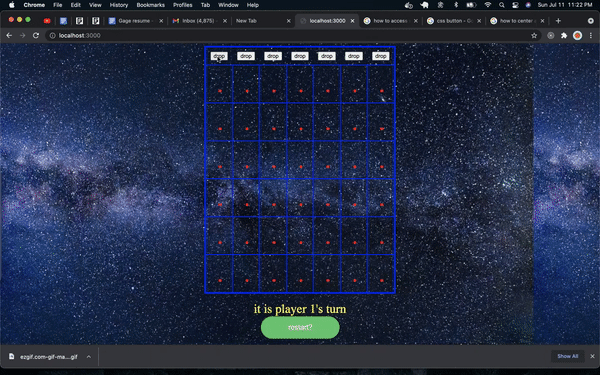 Chrome File Edit View History Bookmarks Profiles Tab Window Help Sun Jul 11 11:22 PM
Gage resume - Inbox (4,875) New Tab localhost:3000 how to access css button - G how to center
localhost:3000
drop drop drop drop drop drop drop
it is player 1's turn
restart?
ezgif.com-gif-ma....gif Show All